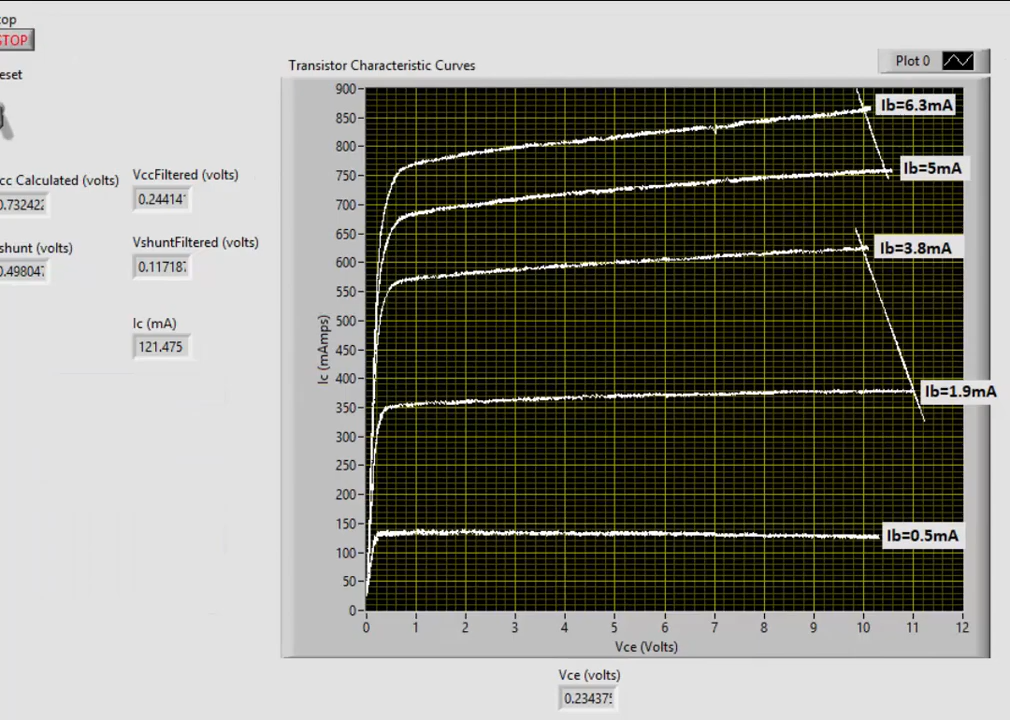 top
STOP
eset
cc Calculated (volts)
VccFiltered (volts)
0.73242
0.24414
shunt (volts)
VshuntFiltered (volts)
0.49804
0.11718
Ic (mA)
121.475
Transistor Characteristic Curves
Plot 0
900
850
800
750
700
650
600
550
500
450
400
350
300
250
200
150
100
50
0
Ic (mAmps)
Ib=6.3mA
Ib=5mA
Ib=3.8mA
Ib=1.9mA
Ib=0.5mA
0 1 2 3 4 5 6 7 8 9 10 11 12
Vce (Volts)
Vce (volts)
0.23437